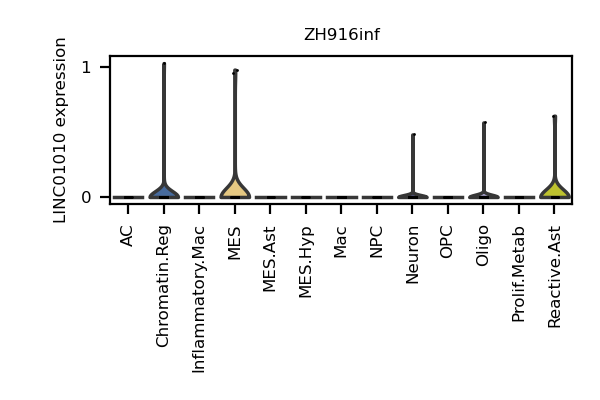 ZH916inf
LINC01010 expression
1
0
AC
Chromatin.Reg
Inflammatory.Mac
MES
MES.Ast
MES.Hyp
Mac
NPC
Neuron
OPC
Oligo
Prolif.Metab
Reactive.Ast